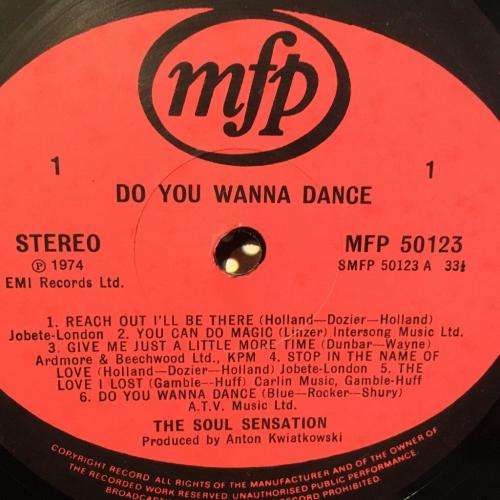 mfp
1 1
DO YOU WANNA DANCE
STEREO MFP 50123
Ⓟ 1974 SMFP 50123 A 33⅓
EMI Records Ltd.
1. REACH OUT I'LL BE THERE (Holland—Dozier—Holland)
Jobete-London 2. YOU CAN DO MAGIC (Linzer) Intersong Music Ltd.
3. GIVE ME JUST A LITTLE MORE TIME (Dunbar—Wayne)
Ardmore & Beechwood Ltd., KPM 4. STOP IN THE NAME OF
LOVE (Holland—Dozier—Holland) Jobete-London 5. THE
LOVE I LOST (Gamble—Huff) Carlin Music, Gamble-Huff
6. DO YOU WANNA DANCE (Blue—Rocker—Shury)
A.T.V. Music Ltd.
THE SOUL SENSATION
Produced by Anton Kwiatkowski
COPYRIGHT RECORD. ALL RIGHTS OF THE MANUFACTURER AND OF THE OWNER OF
THE RECORDED WORK RESERVED UNAUTHORISED PUBLIC PERFORMANCE,
RECORD PROHIBITED.